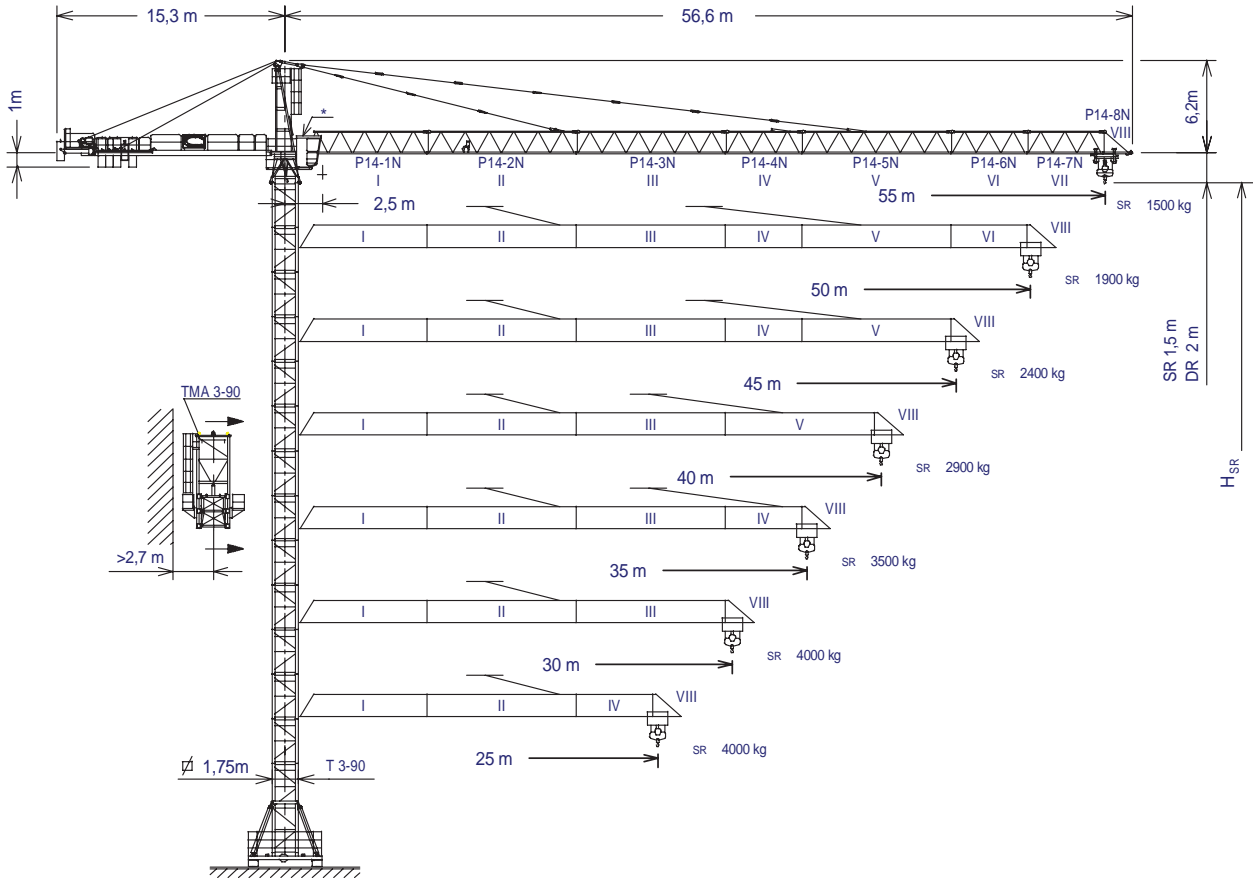 15,3 m
56,6 m
1m
*
6,2m
P14-8N
VIII
P14-1N P14-2N P14-3N P14-4N P14-5N P14-6N P14-7N
I II III IV V VI VII
2,5 m
55 m
SR 1500 kg
I II III IV V VI VIII
50 m
SR 1900 kg
I II III IV V VIII
45 m
SR 2400 kg
SR 1,5 m
DR 2 m
TMA 3-90
I II III V VIII
40 m
SR 2900 kg
HSR
I II III IV VIII
>2,7 m
35 m
SR 3500 kg
I II III VIII
30 m
SR 4000 kg
I II IV VIII
25 m
SR 4000 kg
1,75m
T 3-90